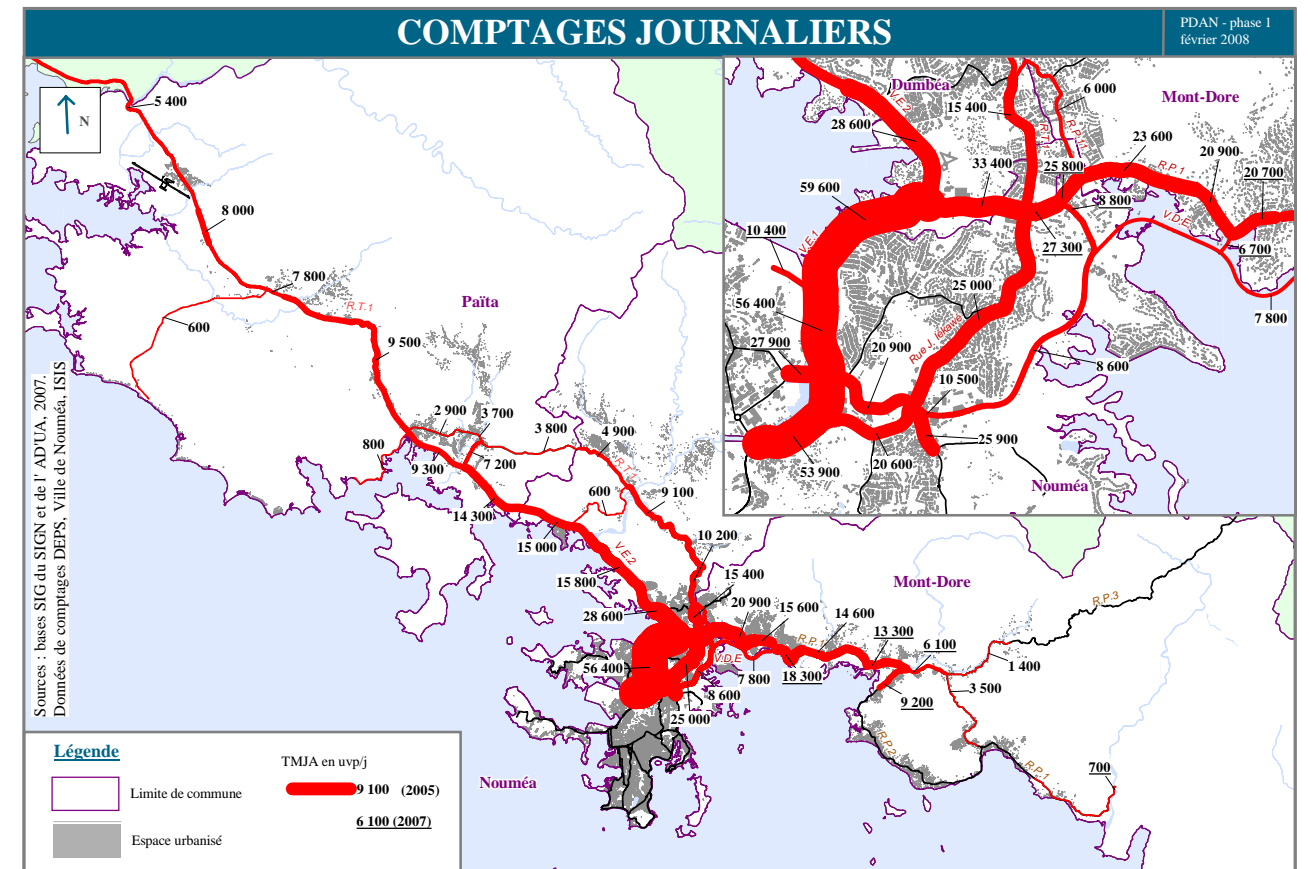 COMPTAGES JOURNALIERS
PDAN - phase 1
février 2008
N
5 400
8 000
7 800
R.T.1
600
Païta
9 500
2 900
3 700
3 800
4 900
800
9 300
7 200
R.T.1
600
9 100
14 300
15 000
V.E.2
10 200
15 800
15 400
28 600
20 900
15 600
14 600
Mont-Dore
R.P.3
R.P.1
13 300
6 100
56 400
V.D.E
7 800
18 300
1 400
8 600
3 500
9 200
25 000
R.P.2
R.P.1
700
Nouméa
Dumbéa
V.E.2
15 400
6 000
Mont-Dore
28 600
R.T.1
R.P.1
23 600
33 400
25 800
R.P.1
20 900
20 700
59 600
8 800
V.D.E
10 400
V.E.1
27 300
6 700
56 400
25 000
7 800
27 900
20 900
Rue J. Iékawé
8 600
10 500
53 900
20 600
25 900
Nouméa
Sources : bases SIG du SIGN et de l' AD'UA, 2007.
Données de comptages DEPS, Ville de Nouméa, ISIS
Légende
Limite de commune
Espace urbanisé
TMJA en uvp/j
9 100 (2005)
6 100 (2007)